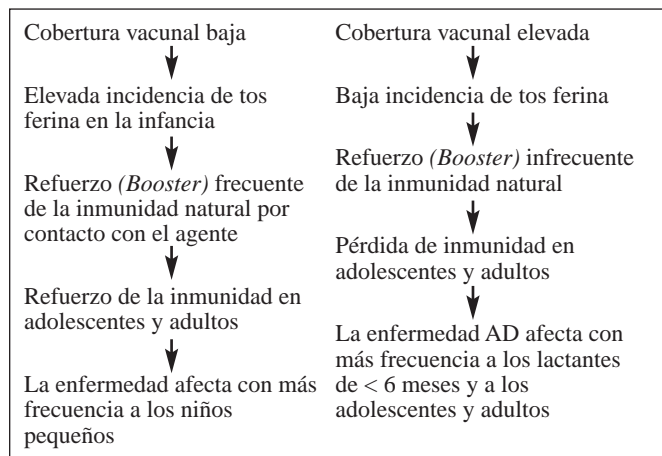 Cobertura vacunal baja
Elevada incidencia de tos
ferina en la infancia
Refuerzo (Booster) frecuente
de la inmunidad natural por
contacto con el agente
Refuerzo de la inmunidad en
adolescentes y adultos
La enfermedad afecta con más
frecuencia a los niños
pequeños
Cobertura vacunal elevada
Baja incidencia de tos ferina
Refuerzo (Booster) infrecuente
de la inmunidad natural
Pérdida de inmunidad en
adolescentes y adultos
La enfermedad AD afecta con
más frecuencia a los lactantes
de < 6 meses y a los
adolescentes y adultos